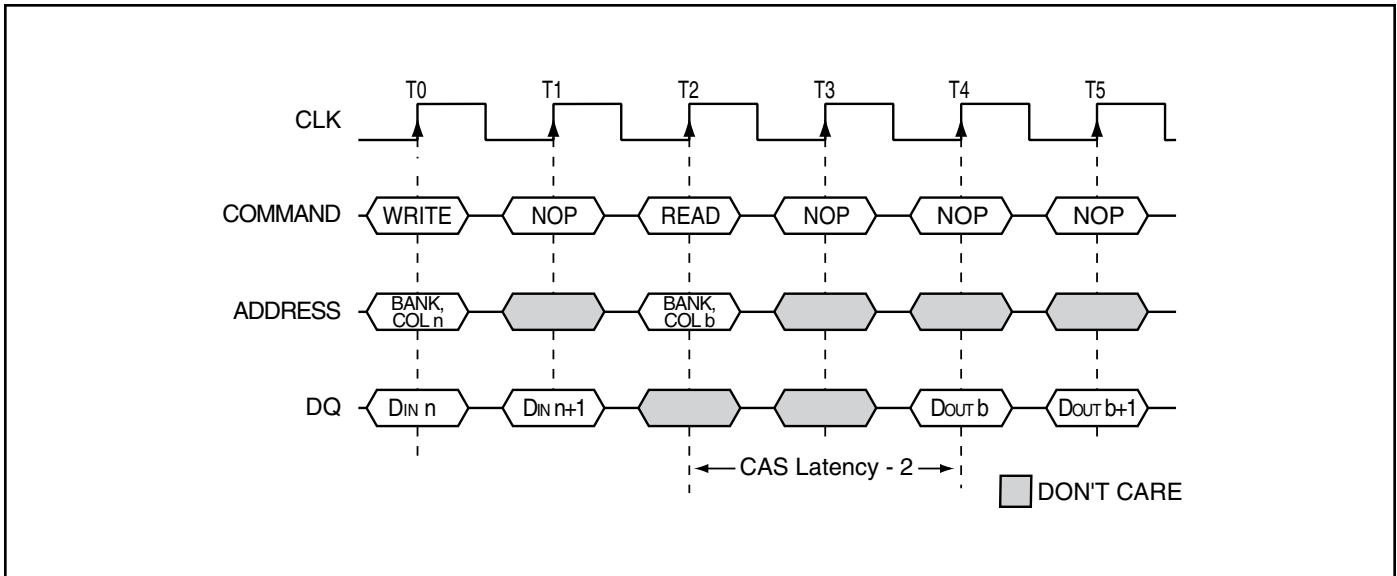 T0 T1 T2 T3 T4 T5
CLK
COMMAND WRITE NOP READ NOP NOP NOP
ADDRESS BANK, COL n BANK, COL b
DQ DIN n DIN n+1 DOUT b DOUT b+1
CAS Latency - 2
DON'T CARE